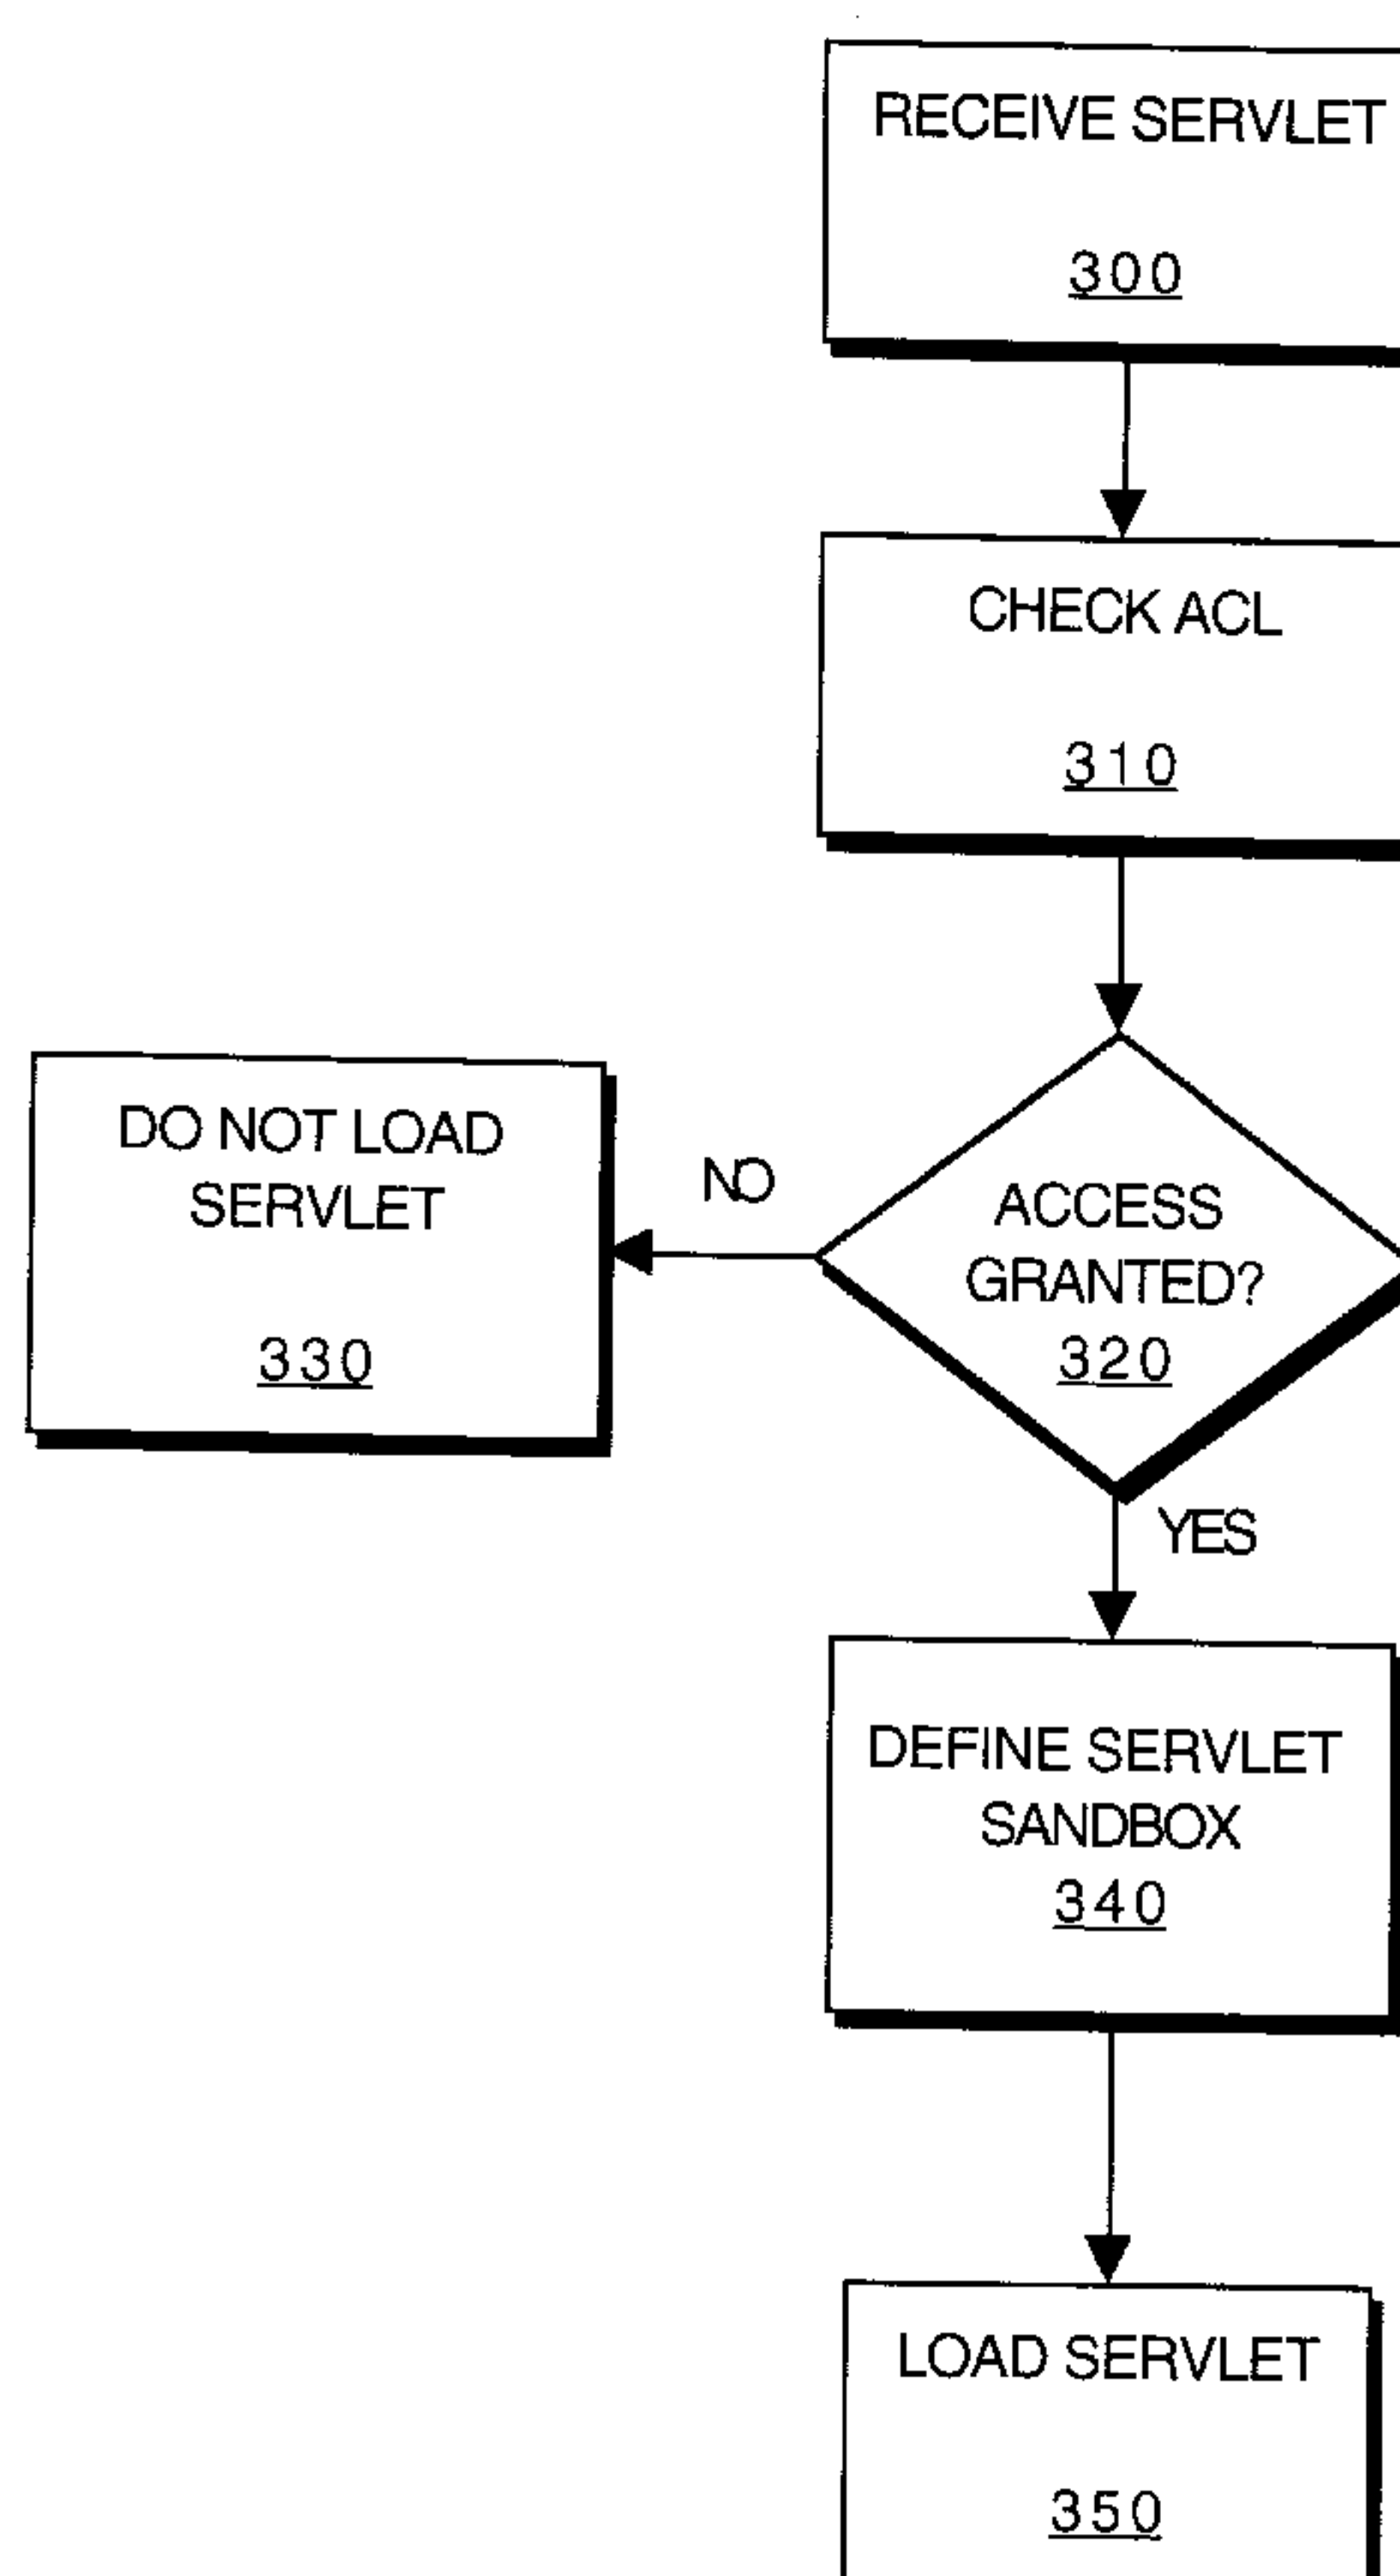 RECEIVE SERVLET
300
CHECK ACL
310
DO NOT LOAD
SERVLET
330
NO
ACCESS
GRANTED?
320
YES
DEFINE SERVLET
SANDBOX
340
LOAD SERVLET
350